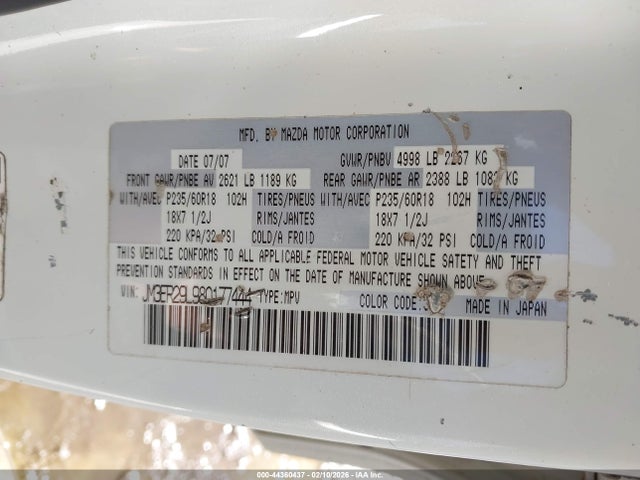 MFD. BY MAZDA MOTOR CORPORATION
DATE 07/07 GVWR/PNBV 4998 LB 2267 KG
FRONT GAWR/PNBE AV 2621 LB 1189 KG REAR GAWR/PNBE AR 2388 LB 1083 KG
WITH/AVEC P235/60R18 102H TIRES/PNEUS WITH/AVEC P235/60R18 102H TIRES/PNEUS
18X7 1/2J RIMS/JANTES 18X7 1/2J RIMS/JANTES
220 KPA/32 PSI COLD/A FROID 220 KPA/32 PSI COLD/A FROID
THIS VEHICLE CONFORMS TO ALL APPLICABLE FEDERAL MOTOR VEHICLE SAFETY AND THEFT
PREVENTION STANDARDS IN EFFECT ON THE DATE OF MANUFACTURE SHOWN ABOVE.
VIN: JM3ER29L980177444 TYPE:MPV COLOR CODE:
MADE IN JAPAN
000-44360437 - 02/10/2026 - IAA Inc.